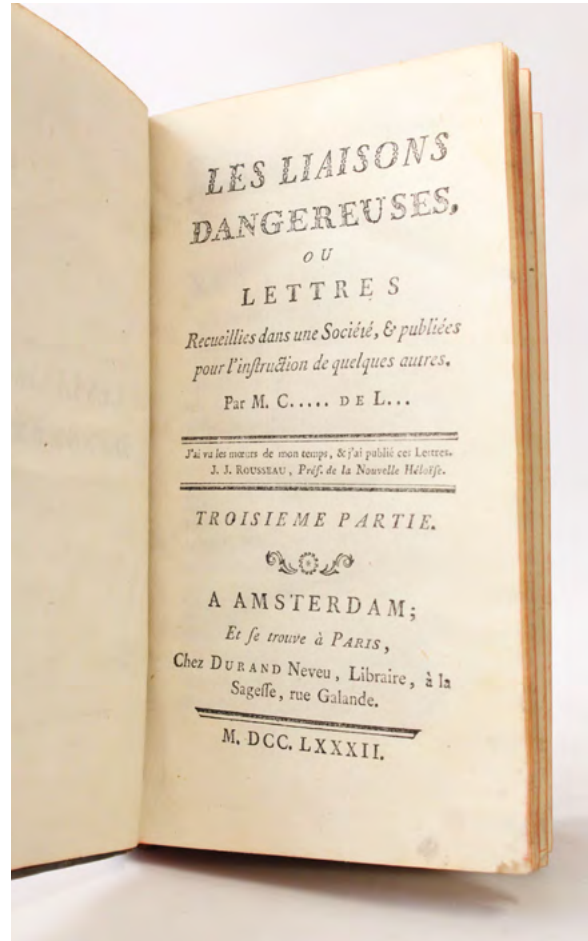 LES LIAISONS
DANGEREUSES,
OU
LETTRES
Recueillies dans une Société, & publiées
pour l'inſtruction de quelques autres.
Par M. C..... DE L...
J'ai vu les mœurs de mon temps, & j'ai publié ces Lettres.
J. J. ROUSSEAU, Préf. de la Nouvelle Héloïſe.
TROISIEME PARTIE.
A AMSTERDAM;
Et ſe trouve à PARIS,
Chez DURAND Neveu, Libraire, à la
Sageſſe, rue Galande.
M. DCC. LXXXII.